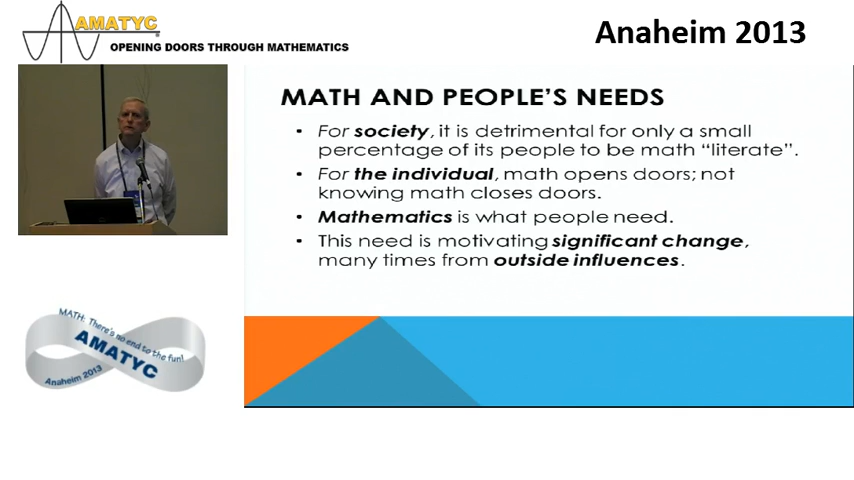 AMATYC
OPENING DOORS THROUGH MATHEMATICS
Anaheim 2013
MATH AND PEOPLE'S NEEDS
• For society, it is detrimental for only a small
percentage of its people to be math “literate”.
• For the individual, math opens doors; not
knowing math closes doors.
• Mathematics is what people need.
• This need is motivating significant change,
many times from outside influences.
MATH: There's no end to the fun!
AMATYC
Anaheim 2013